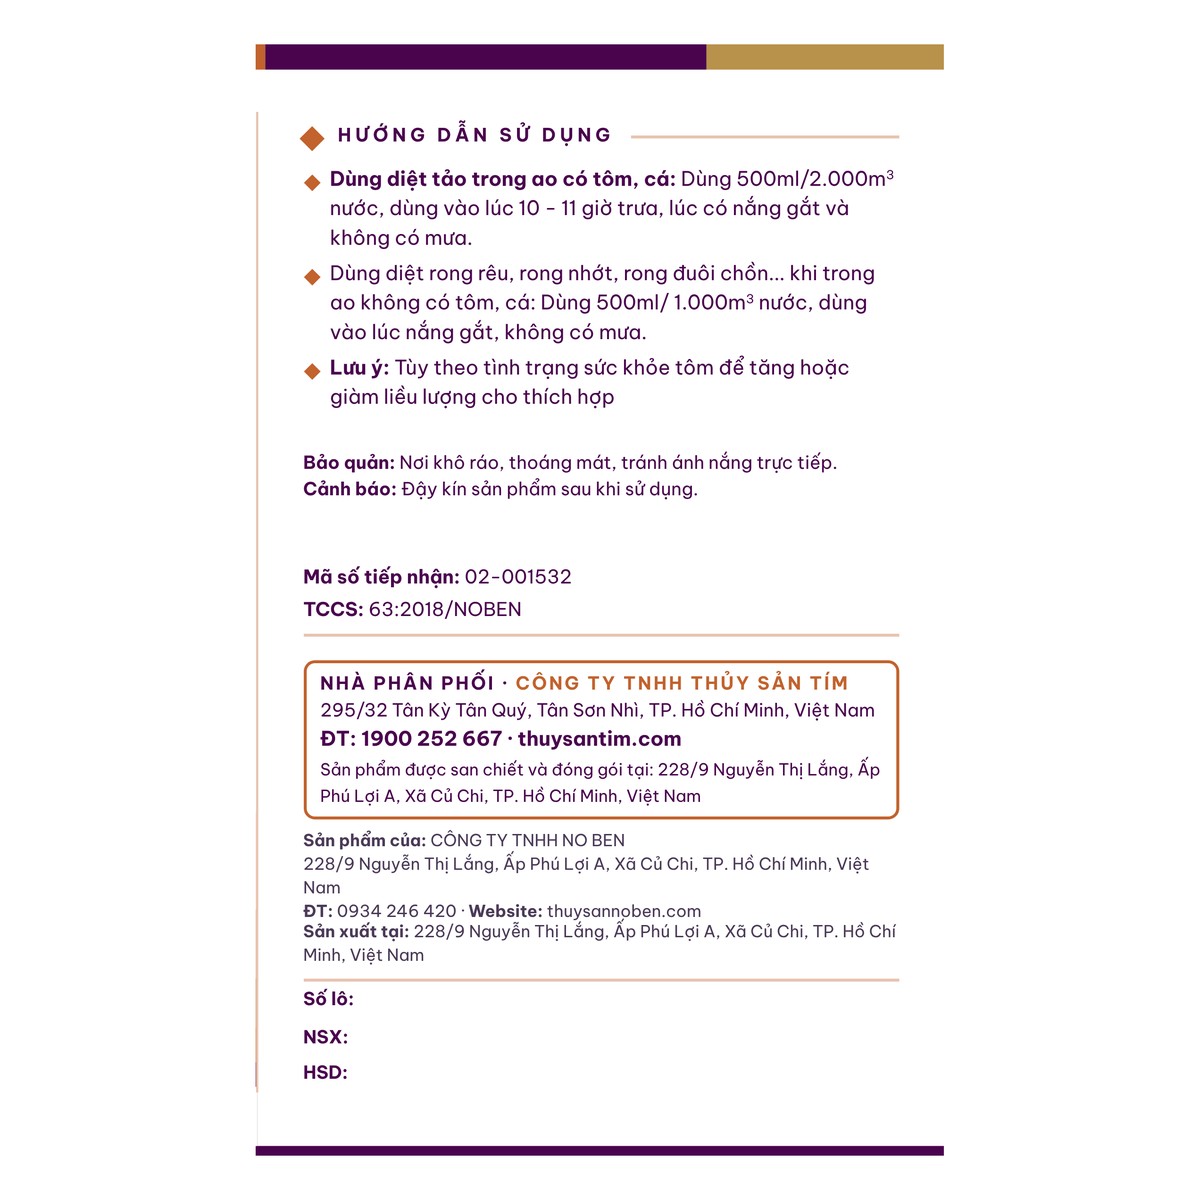 HƯỚNG DẪN SỬ DỤNG
Dùng diệt tảo trong ao có tôm, cá: Dùng 500ml/2.000m³
nước, dùng vào lúc 10 - 11 giờ trưa, lúc có nắng gắt và
không có mưa.
Dùng diệt rong rêu, rong nhớt, rong đuôi chồn... khi trong
ao không có tôm, cá: Dùng 500ml/ 1.000m³ nước, dùng
vào lúc nắng gắt, không có mưa.
Lưu ý: Tùy theo tình trạng sức khỏe tôm để tăng hoặc
giàm liều lượng cho thích hợp
Bảo quản: Nơi khô ráo, thoáng mát, tránh ánh nắng trực tiếp.
Cảnh báo: Đậy kín sản phẩm sau khi sử dụng.
Mã số tiếp nhận: 02-001532
TCCS: 63:2018/NOBEN
NHÀ PHÂN PHỐI · CÔNG TY TNHH THỦY SẢN TÍM
295/32 Tân Kỳ Tân Quý, Tân Sơn Nhì, TP. Hồ Chí Minh, Việt Nam
ĐT: 1900 252 667 · thuysantim.com
Sản phẩm được san chiết và đóng gói tại: 228/9 Nguyễn Thị Lắng, Ấp
Phú Lợi A, Xã Củ Chi, TP. Hồ Chí Minh, Việt Nam
Sản phẩm của: CÔNG TY TNHH NO BEN
228/9 Nguyễn Thị Lắng, Ấp Phú Lợi A, Xã Củ Chi, TP. Hồ Chí Minh, Việt
Nam
ĐT: 0934 246 420 · Website: thuysannoben.com
Sản xuất tại: 228/9 Nguyễn Thị Lắng, Ấp Phú Lợi A, Xã Củ Chi, TP. Hồ Chí
Minh, Việt Nam
Số lô:
NSX:
HSD: